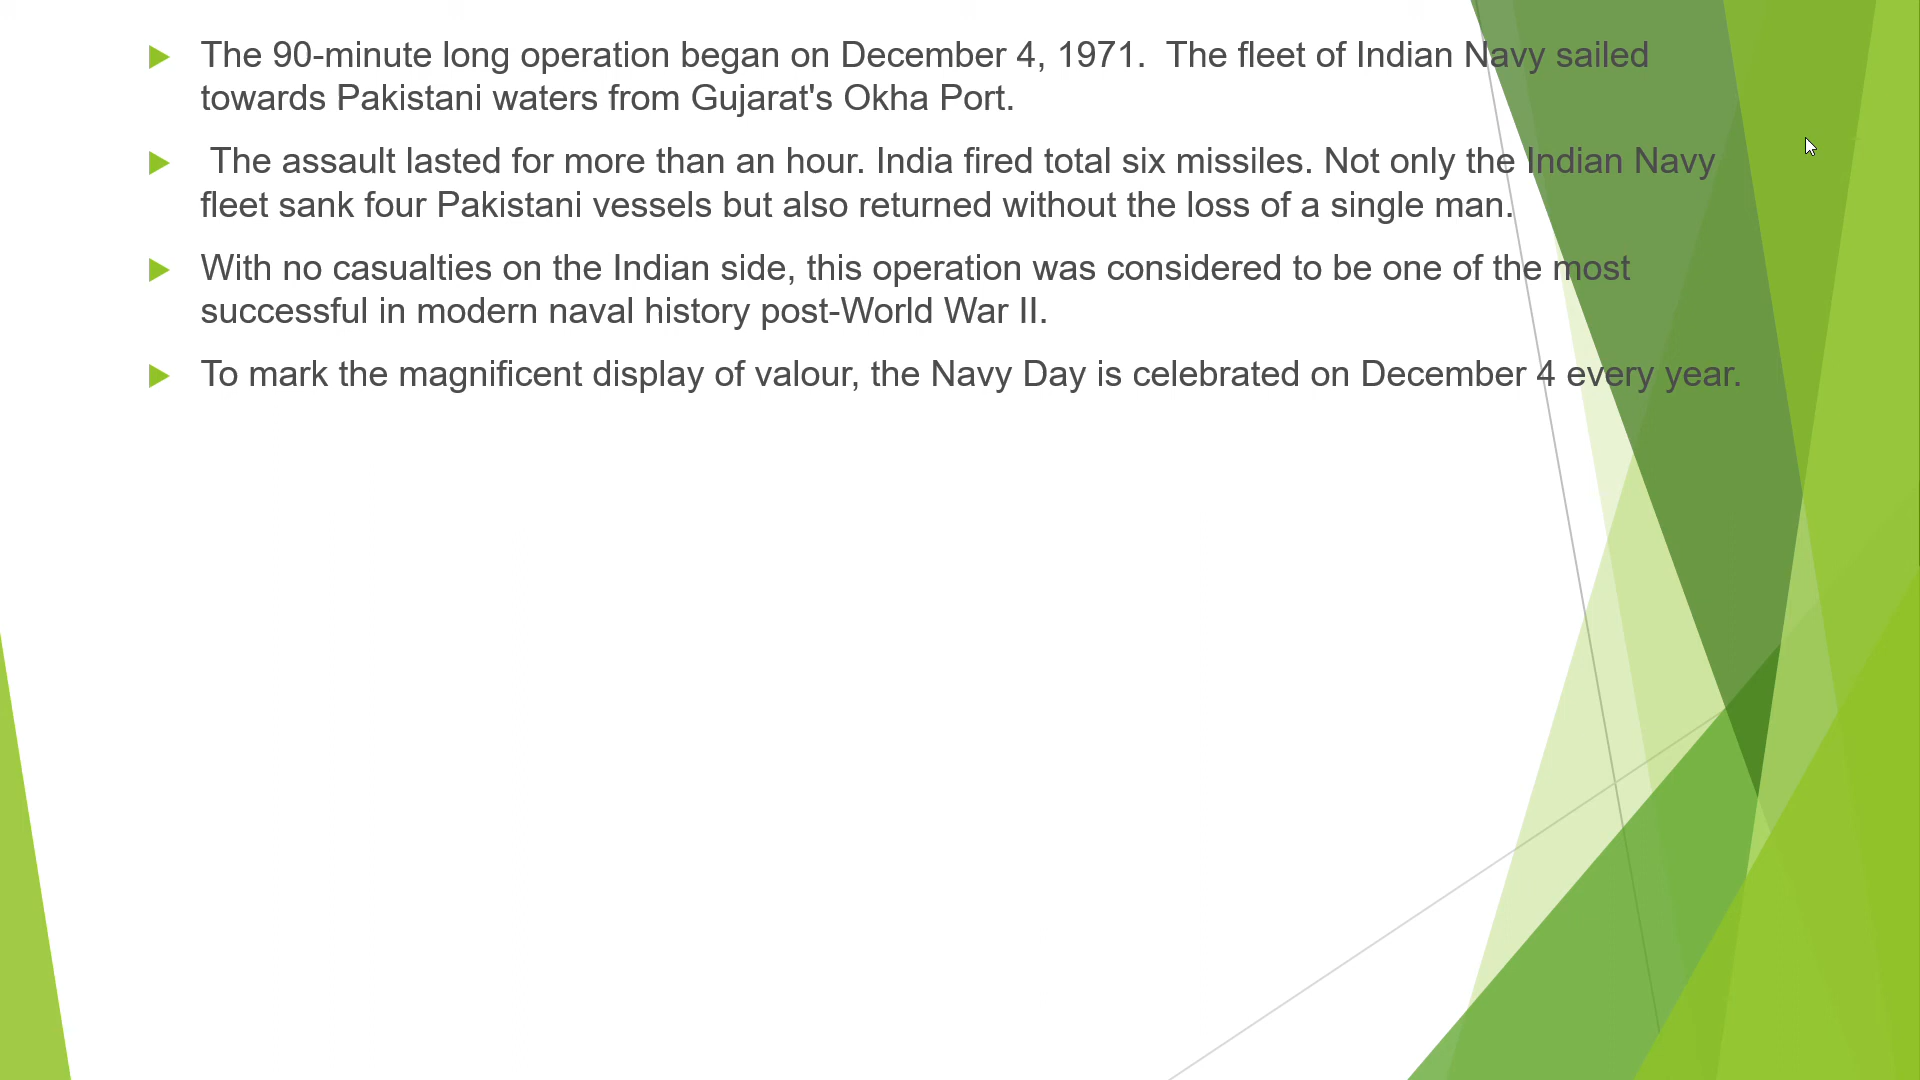 The 90-minute long operation began on December 4, 1971.  The fleet of Indian Navy sailed
towards Pakistani waters from Gujarat's Okha Port.
The assault lasted for more than an hour. India fired total six missiles. Not only the Indian Navy
fleet sank four Pakistani vessels but also returned without the loss of a single man.
With no casualties on the Indian side, this operation was considered to be one of the most
successful in modern naval history post-World War II.
To mark the magnificent display of valour, the Navy Day is celebrated on December 4 every year.